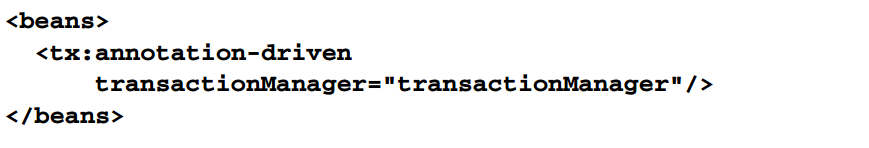 <beans>
  <tx:annotation-driven
      transactionManager="transactionManager"/>
</beans>